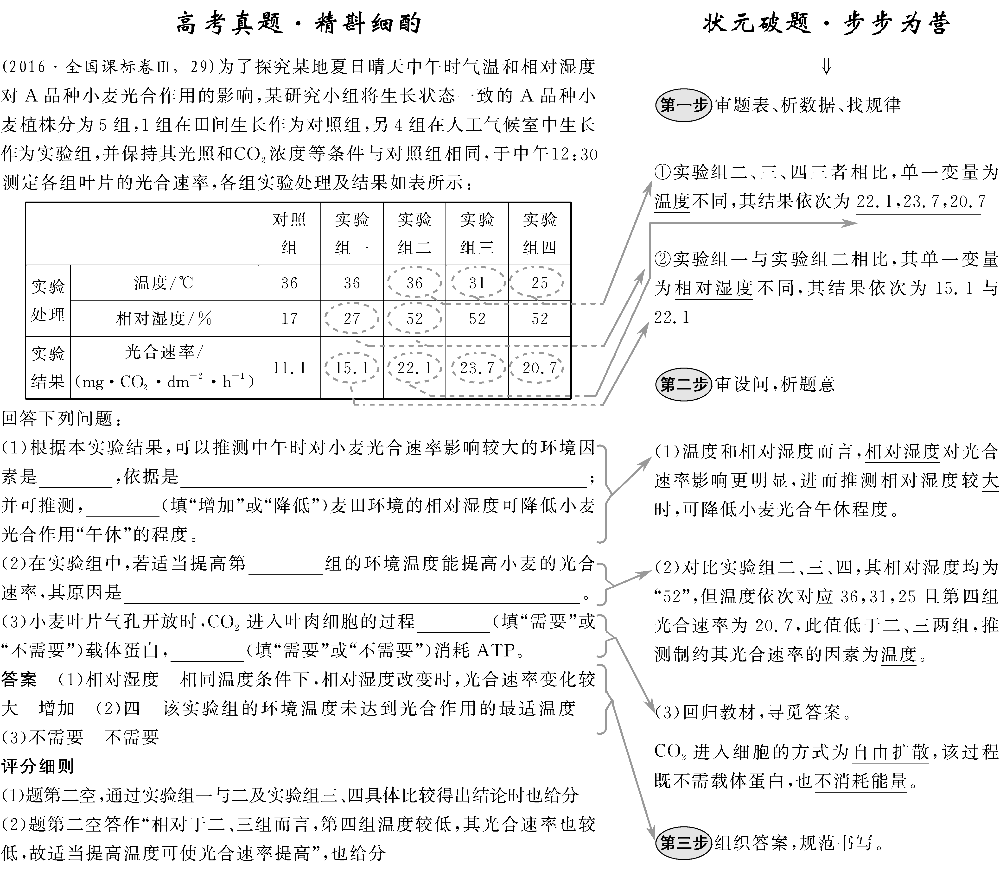 高考真题·精斟细酌
(2016·全国课标卷Ⅲ，29)为了探究某地夏日晴天中午时气温和相对湿度
对 A 品种小麦光合作用的影响,某研究小组将生长状态一致的 A 品种小
麦植株分为 5 组,1 组在田间生长作为对照组,另 4 组在人工气候室中生长
作为实验组,并保持其光照和CO₂浓度等条件与对照组相同,于中午12:30
测定各组叶片的光合速率,各组实验处理及结果如表所示:
对照 实验 实验 实验 实验
组 组一 组二 组三 组四
实验
处理
温度/℃ 36 36 36 31 25
相对湿度/% 17 27 52 52 52
实验
结果
光合速率/
(mg·CO₂·dm⁻²·h⁻¹)
11.1 15.1 22.1 23.7 20.7
回答下列问题:
(1)根据本实验结果,可以推测中午时对小麦光合速率影响较大的环境因
素是________,依据是________________________________________;
并可推测,________(填“增加”或“降低”)麦田环境的相对湿度可降低小麦
光合作用“午休”的程度。
(2)在实验组中,若适当提高第________组的环境温度能提高小麦的光合
速率,其原因是________________________________________。
(3)小麦叶片气孔开放时,CO₂ 进入叶肉细胞的过程________(填“需要”或
“不需要”)载体蛋白,________(填“需要”或“不需要”)消耗 ATP。
答案 (1)相对湿度 相同温度条件下,相对湿度改变时,光合速率变化较
大 增加 (2)四 该实验组的环境温度未达到光合作用的最适温度
(3)不需要 不需要
评分细则
(1)题第二空,通过实验组一与二及实验组三、四具体比较得出结论时也给分
(2)题第二空答作“相对于二、三组而言,第四组温度较低,其光合速率也较
低,故适当提高温度可使光合速率提高”,也给分
状元破题·步步为营
⇓
第一步 审题表、析数据、找规律
①实验组二、三、四三者相比,单一变量为
温度不同,其结果依次为 22.1,23.7,20.7
②实验组一与实验组二相比,其单一变量
为相对湿度不同,其结果依次为 15.1 与
22.1
第二步 审设问,析题意
(1)温度和相对湿度而言,相对湿度对光合
速率影响更明显,进而推测相对湿度较大
时,可降低小麦光合午休程度。
(2)对比实验组二、三、四,其相对湿度均为
“52”,但温度依次对应 36,31,25 且第四组
光合速率为 20.7,此值低于二、三两组,推
测制约其光合速率的因素为温度。
(3)回归教材,寻觅答案。
CO₂ 进入细胞的方式为自由扩散,该过程
既不需载体蛋白,也不消耗能量。
第三步 组织答案,规范书写。